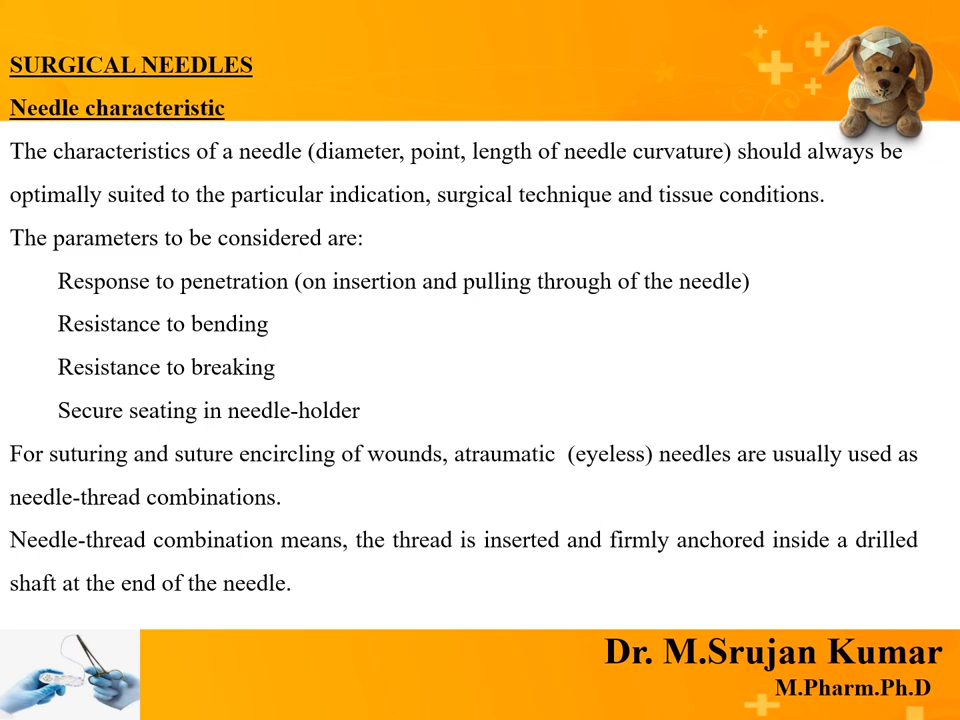 SURGICAL NEEDLES
Needle characteristic
The characteristics of a needle (diameter, point, length of needle curvature) should always be
optimally suited to the particular indication, surgical technique and tissue conditions.
The parameters to be considered are:
Response to penetration (on insertion and pulling through of the needle)
Resistance to bending
Resistance to breaking
Secure seating in needle-holder
For suturing and suture encircling of wounds, atraumatic (eyeless) needles are usually used as
needle-thread combinations.
Needle-thread combination means, the thread is inserted and firmly anchored inside a drilled
shaft at the end of the needle.
Dr. M.Srujan Kumar
M.Pharm.Ph.D